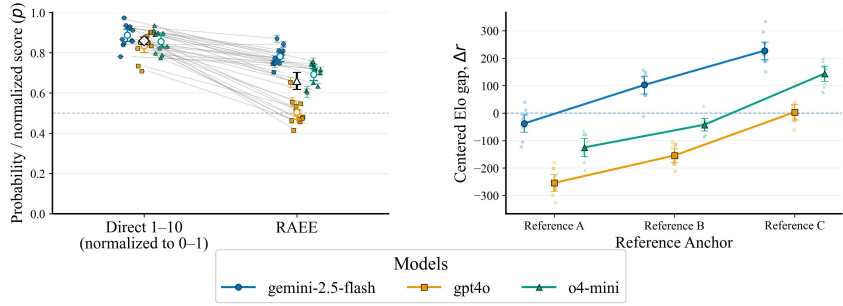 Probability / normalized score (p)
1.0
0.8
0.6
0.4
0.2
0.0
Direct 1–10
(normalized to 0–1)
RAEE
Centered Elo gap, Δr
300
200
100
0
−100
−200
−300
Reference A
Reference B
Reference C
Reference Anchor
Models
gemini-2.5-flash
gpt4o
o4-mini